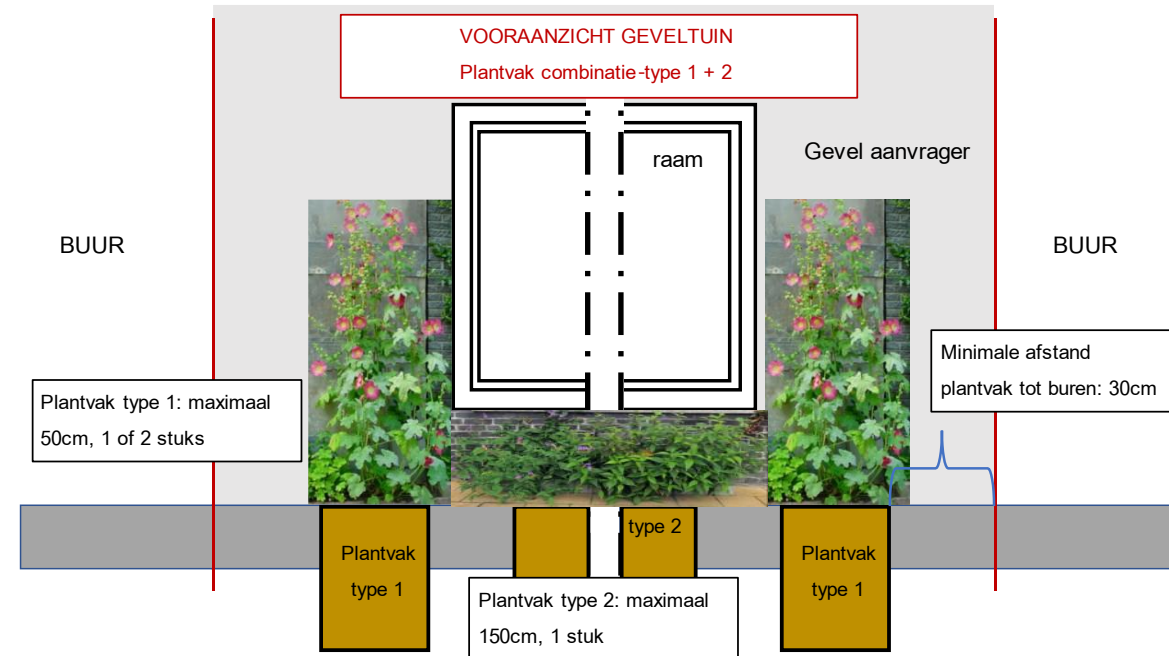 VOORAANZICHT GEVELTUIN
Plantvak combinatie-type 1 + 2
raam
Gevel aanvrager
BUUR
BUUR
Minimale afstand
plantvak tot buren: 30cm
Plantvak type 1: maximaal
50cm, 1 of 2 stuks
Plantvak
type 1
type 2
Plantvak
type 1
Plantvak type 2: maximaal
150cm, 1 stuk